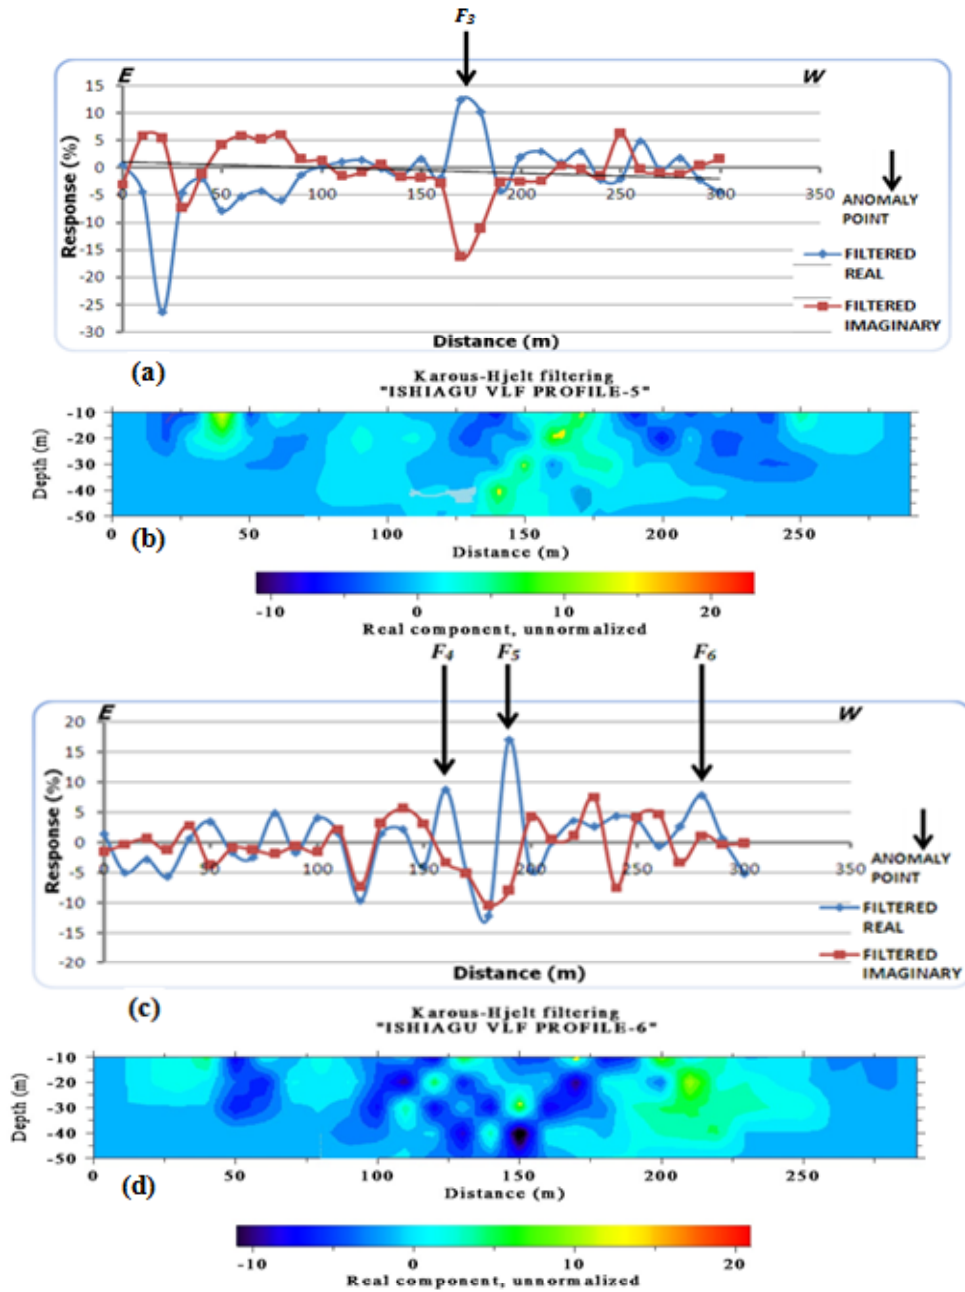 F3
E W
15
10
5
0
-5
-10
-15
-20
-25
-30
0 50 100 150 200 250 300 350
Response (%)
Distance (m)
ANOMALY
POINT
FILTERED
REAL
FILTERED
IMAGINARY
(a)
Karous-Hjelt filtering
"ISHIAGU VLF PROFILE-5"
Depth (m)
-10
-20
-30
-40
-50
0 50 100 150 200 250
(b)
Distance (m)
-10 0 10 20
Real component, unnormalized
F4 F5 F6
E W
20
15
10
5
0
-5
-10
-15
-20
0 50 100 150 200 250 300 350
Response (%)
Distance (m)
ANOMALY
POINT
FILTERED
REAL
FILTERED
IMAGINARY
(c)
Karous-Hjelt filtering
"ISHIAGU VLF PROFILE-6"
Depth (m)
-10
-20
-30
-40
-50
0 50 100 150 200 250
(d)
Distance (m)
-10 0 10 20
Real component, unnormalized